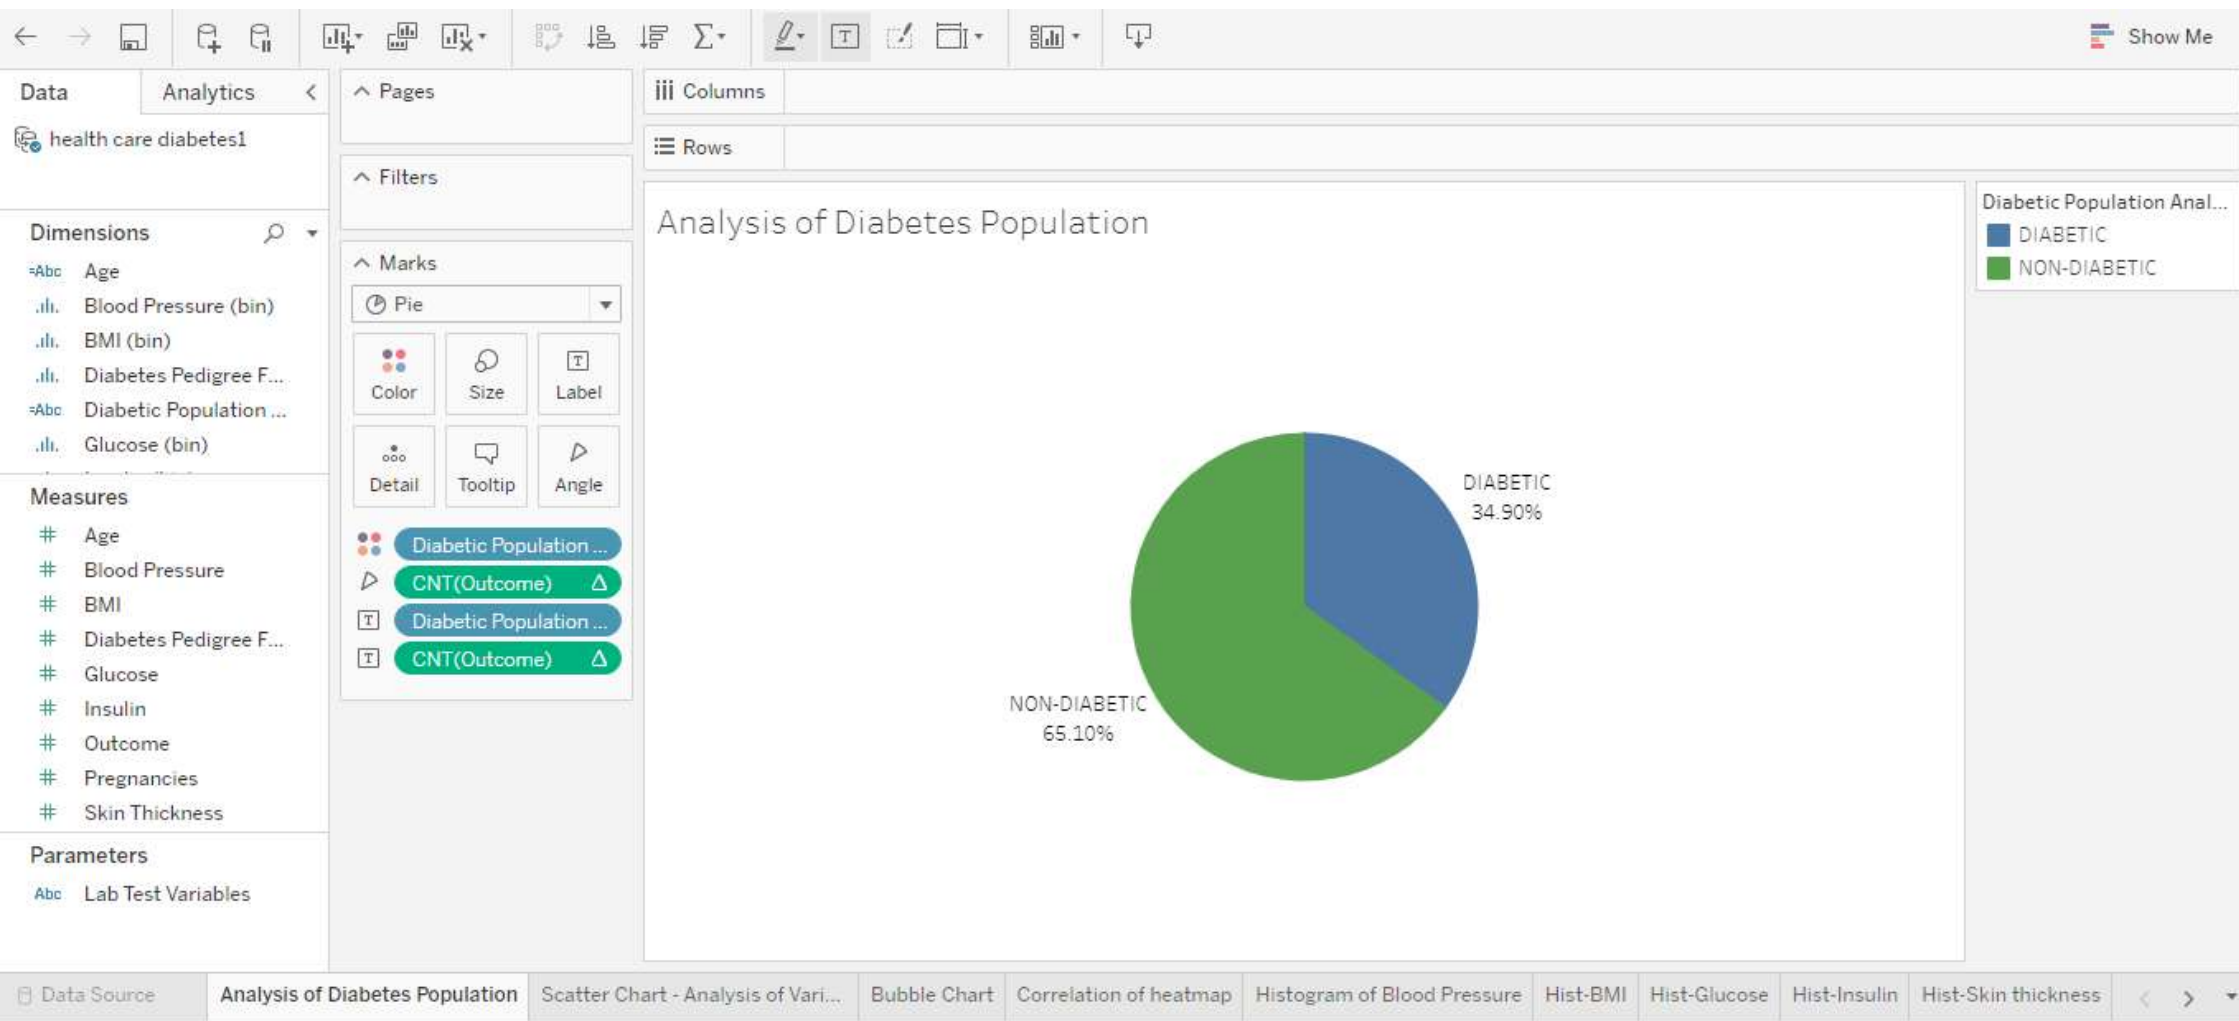 Show Me
Data
Analytics
health care diabetes1
Dimensions
=Abc Age
Blood Pressure (bin)
BMI (bin)
Diabetes Pedigree F...
=Abc Diabetic Population ...
Glucose (bin)
Measures
# Age
# Blood Pressure
# BMI
# Diabetes Pedigree F...
# Glucose
# Insulin
# Outcome
# Pregnancies
# Skin Thickness
Parameters
Abc Lab Test Variables
Pages
Filters
Marks
Pie
Color Size Label
Detail Tooltip Angle
Diabetic Population ...
CNT(Outcome) Δ
Diabetic Population ...
CNT(Outcome) Δ
Columns
Rows
Analysis of Diabetes Population
DIABETIC
34.90%
NON-DIABETIC
65.10%
Diabetic Population Anal...
DIABETIC
NON-DIABETIC
Data Source Analysis of Diabetes Population Scatter Chart - Analysis of Vari... Bubble Chart Correlation of heatmap Histogram of Blood Pressure Hist-BMI Hist-Glucose Hist-Insulin Hist-Skin thickness